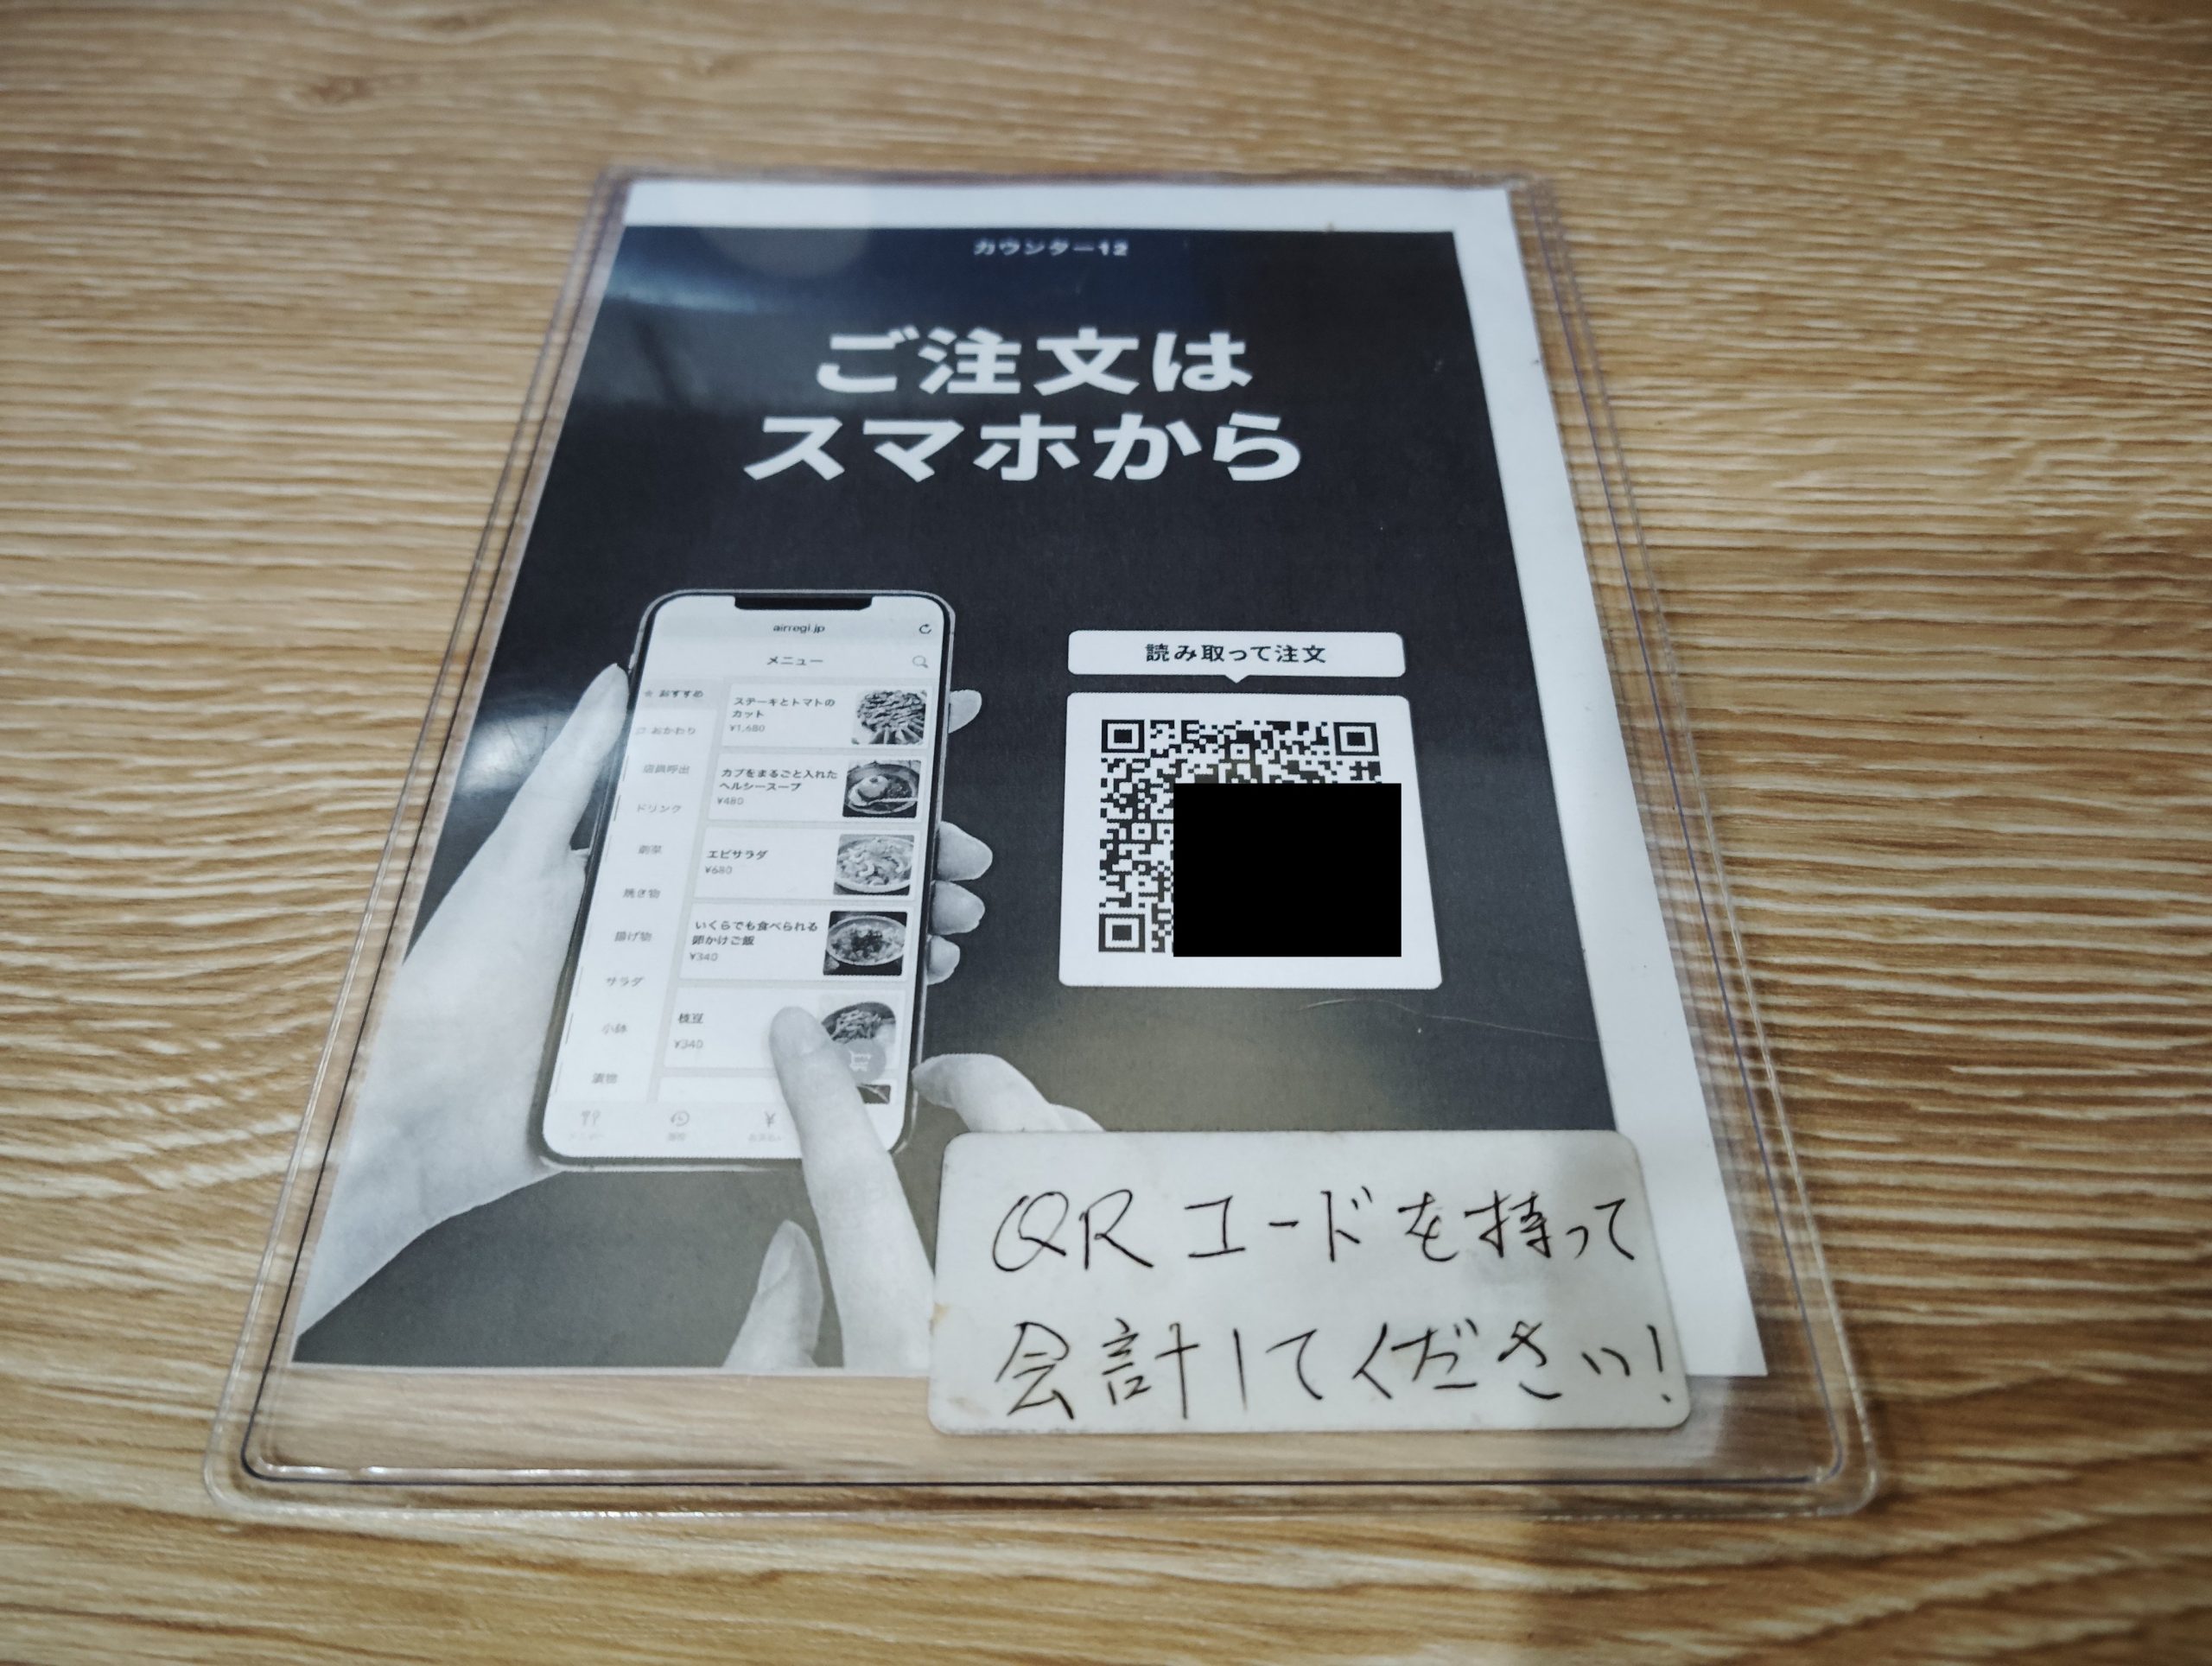 カウンター12
ご注文は
スマホから
airregi.jp
メニュー
おすすめ
おかわり
店員呼出
ドリンク
副菜
焼き物
揚げ物
サラダ
小鉢
ステーキとトマトの
カット
¥1,680
カブをまるごと入れた
ヘルシースープ
¥480
エビサラダ
¥680
いくらでも食べられる
卵かけご飯
¥340
枝豆
¥340
読み取って注文
QRコードを持って
会計してください!